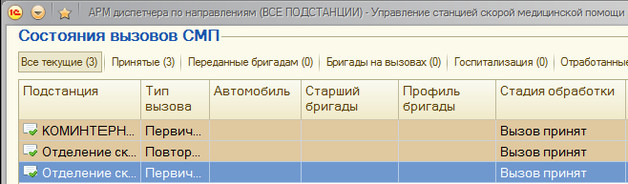 АРМ диспетчера по направлениям (ВСЕ ПОДСТАНЦИИ) - Управление станцией скорой медицинской помощи
Состояния вызовов СМП
Все текущие (3) Принятые (3) Переданные бригадам (0) Бригады на вызовах (0) Госпитализация (0) Отработанные
Подстанция Тип вызова Автомобиль Старший бригады Профиль бригады Стадия обработки
КОМИНТЕРН... Первич... Вызов принят
Отделение ск... Повтор... Вызов принят
Отделение ск... Первич... Вызов принят